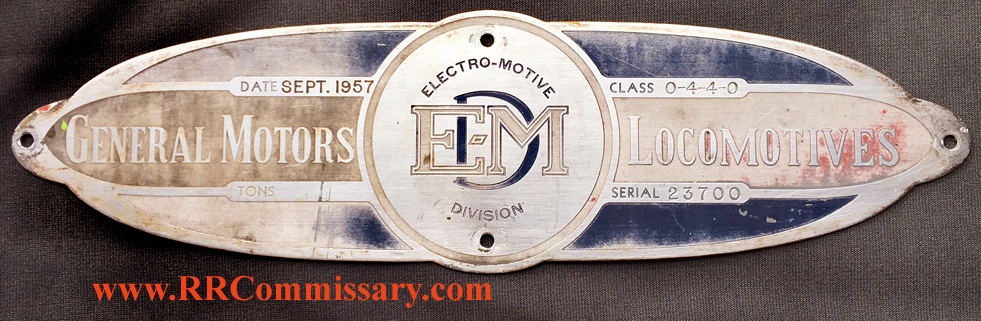 DATE SEPT. 1957
GENERAL MOTORS
TONS
ELECTRO-MOTIVE
E-M
D
DIVISION
CLASS 0-4-4-0
LOCOMOTIVES
SERIAL 23700
www.RRCommissary.com